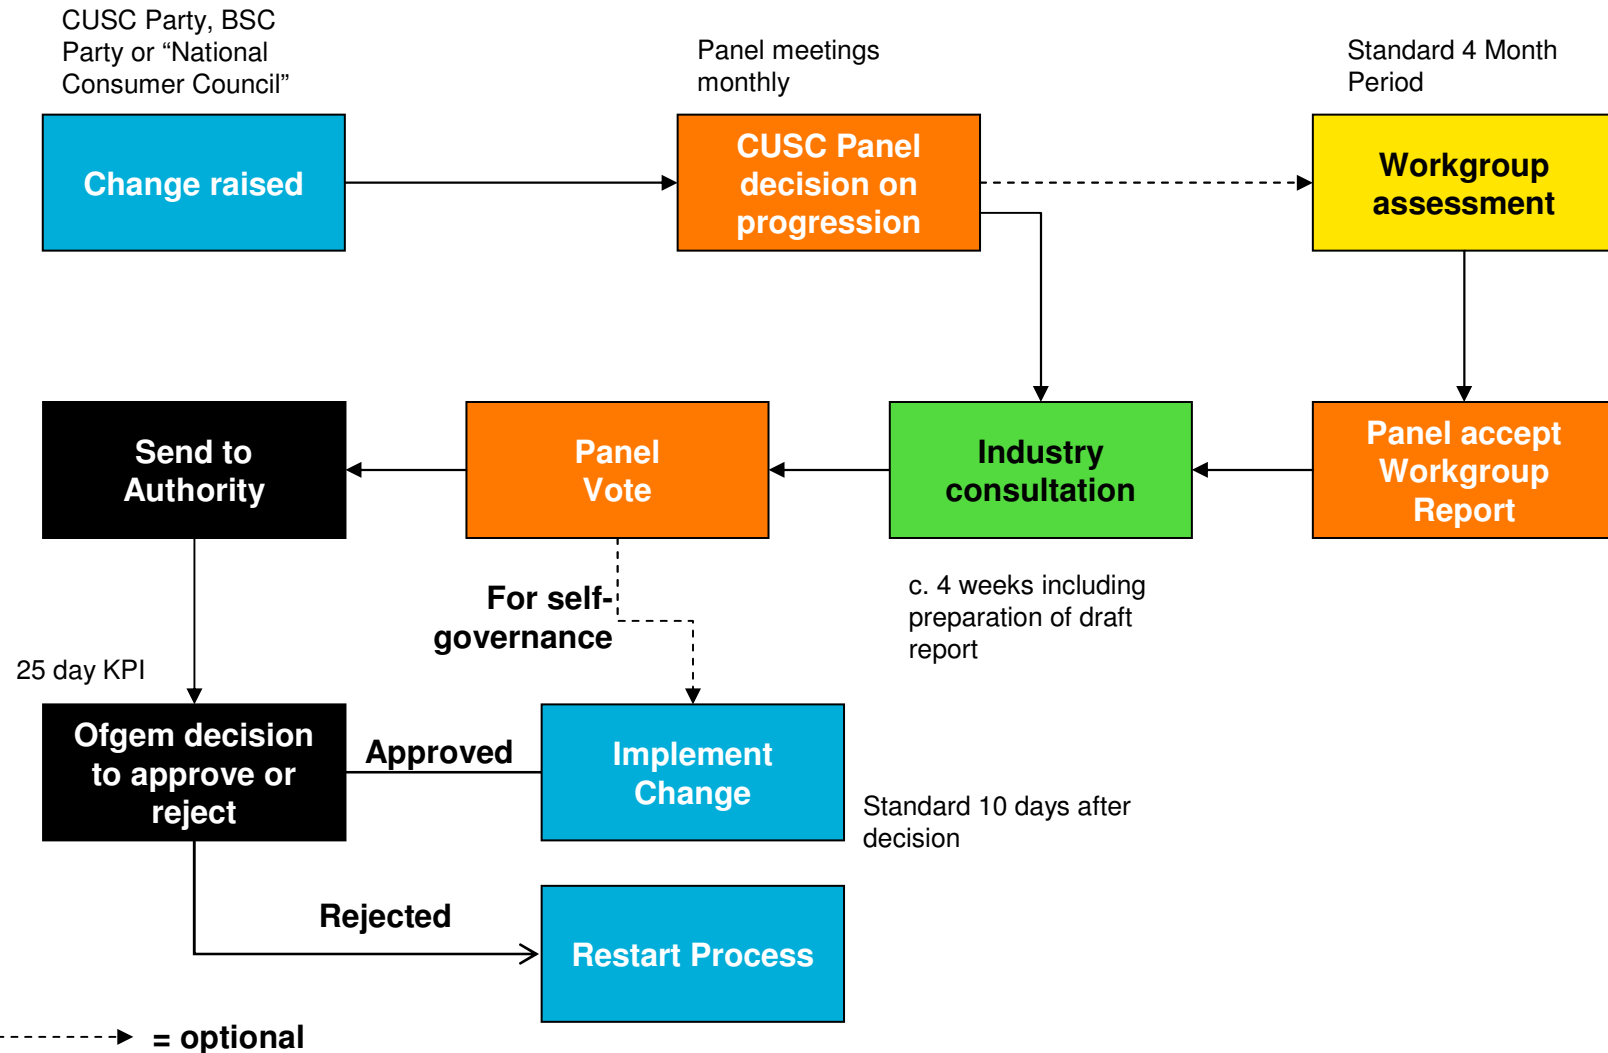 CUSC Party, BSC
Party or “National
Consumer Council”
Panel meetings
monthly
Standard 4 Month
Period
Change raised
CUSC Panel
decision on
progression
Workgroup
assessment
Send to
Authority
Panel
Vote
Industry
consultation
Panel accept
Workgroup
Report
For self-
governance
c. 4 weeks including
preparation of draft
report
25 day KPI
Ofgem decision
to approve or
reject
Approved
Implement
Change
Standard 10 days after
decision
Rejected
Restart Process
= optional